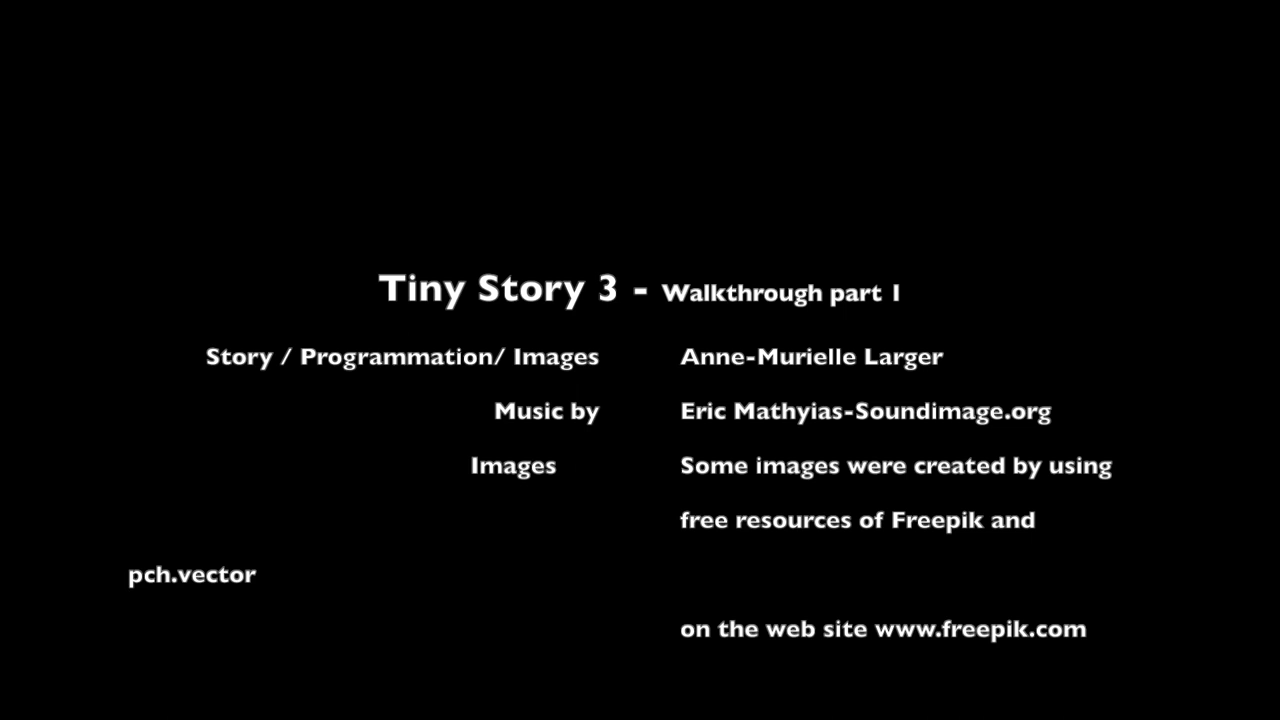 Tiny Story 3 - Walkthrough part 1
Story / Programmation/ Images Anne-Murielle Larger
Music by Eric Mathyias-Soundimage.org
Images Some images were created by using
free resources of Freepik and
pch.vector
on the web site www.freepik.com